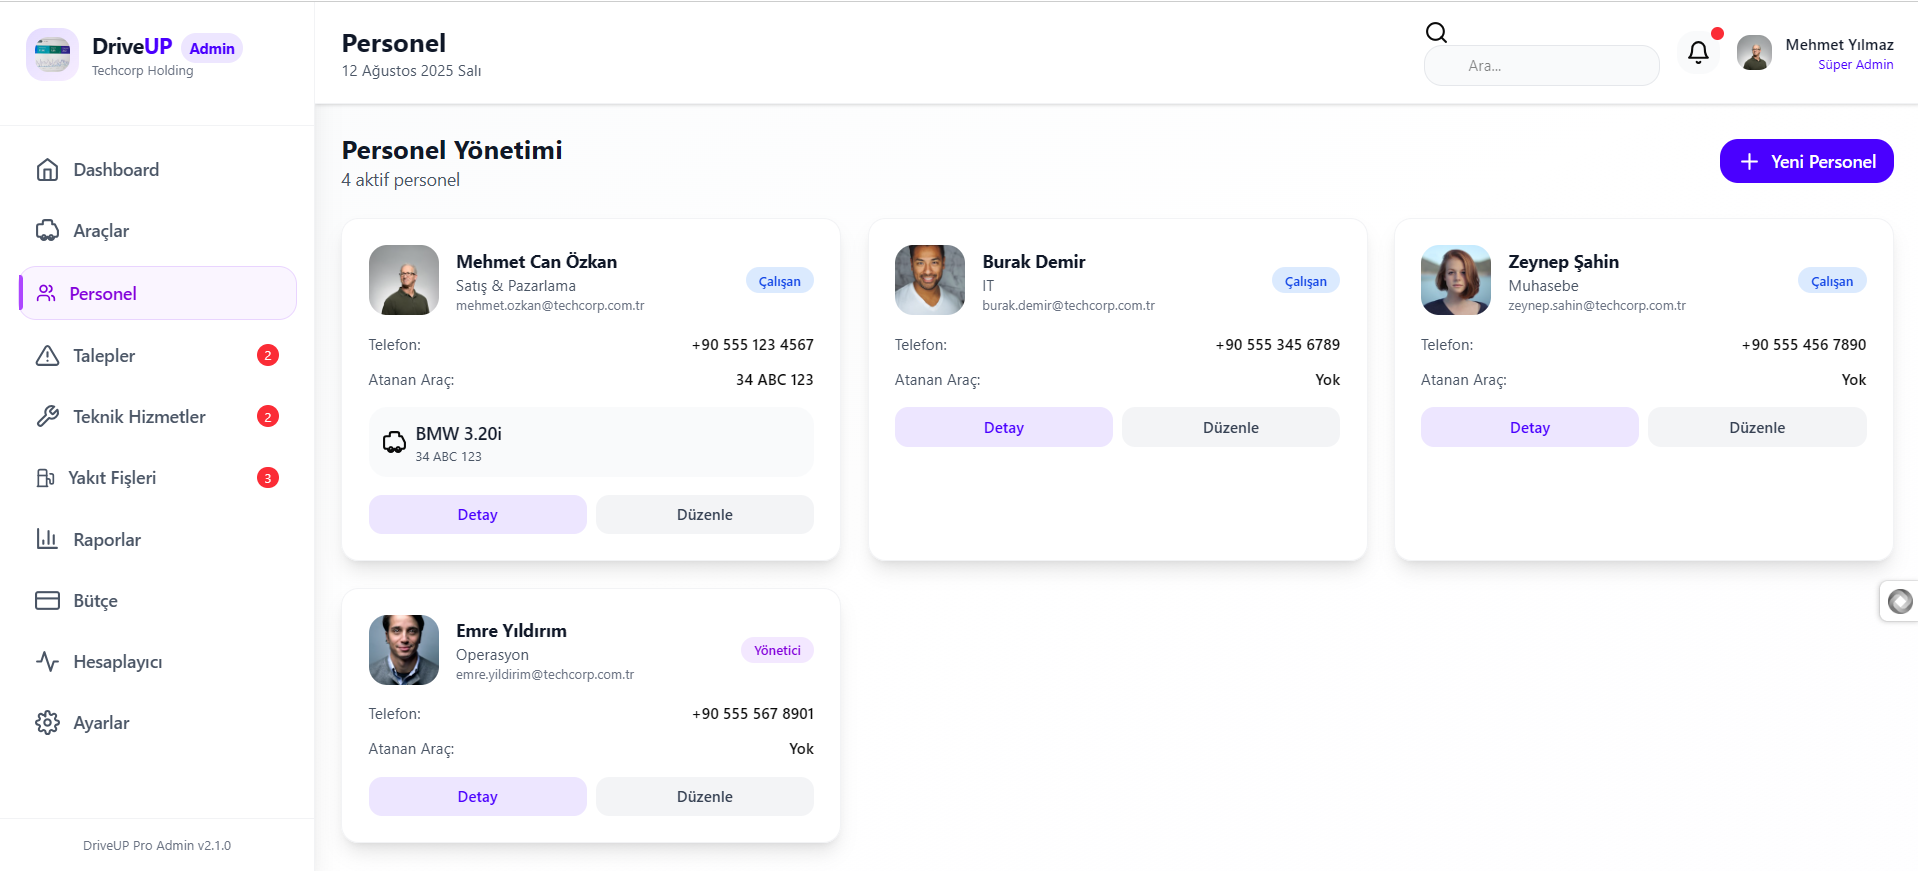 DriveUP Admin
Techcorp Holding
Dashboard
Araçlar
Personel
Talepler 2
Teknik Hizmetler 2
Yakıt Fişleri 3
Raporlar
Bütçe
Hesaplayıcı
Ayarlar
DriveUP Pro Admin v2.1.0
Personel
12 Ağustos 2025 Salı
Ara...
Mehmet Yılmaz
Süper Admin
Personel Yönetimi
4 aktif personel
Yeni Personel
Mehmet Can Özkan
Satış & Pazarlama
mehmet.ozkan@techcorp.com.tr
Çalışan
Telefon: +90 555 123 4567
Atanan Araç: 34 ABC 123
BMW 3.20i
34 ABC 123
Detay Düzenle
Burak Demir
IT
burak.demir@techcorp.com.tr
Çalışan
Telefon: +90 555 345 6789
Atanan Araç: Yok
Detay Düzenle
Zeynep Şahin
Muhasebe
zeynep.sahin@techcorp.com.tr
Çalışan
Telefon: +90 555 456 7890
Atanan Araç: Yok
Detay Düzenle
Emre Yıldırım
Operasyon
emre.yildirim@techcorp.com.tr
Yönetici
Telefon: +90 555 567 8901
Atanan Araç: Yok
Detay Düzenle